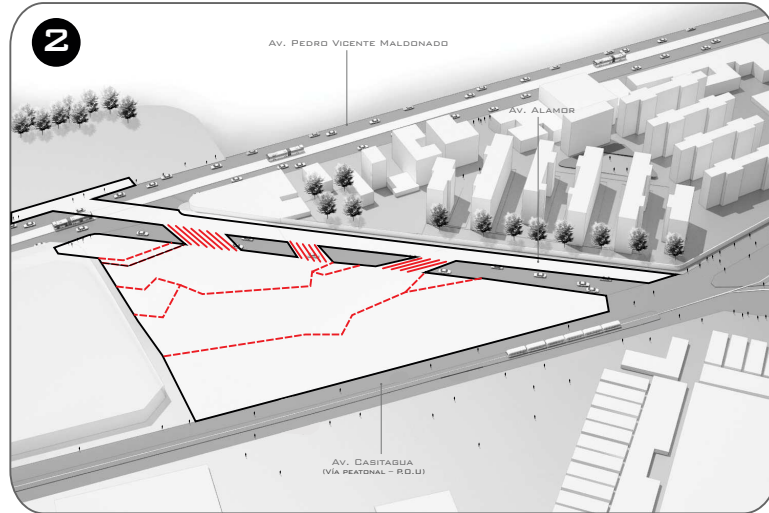 2
Av. Pedro Vicente Maldonado
Av. Alamor
Av. Casitagua
(Vía peatonal – P.O.U)